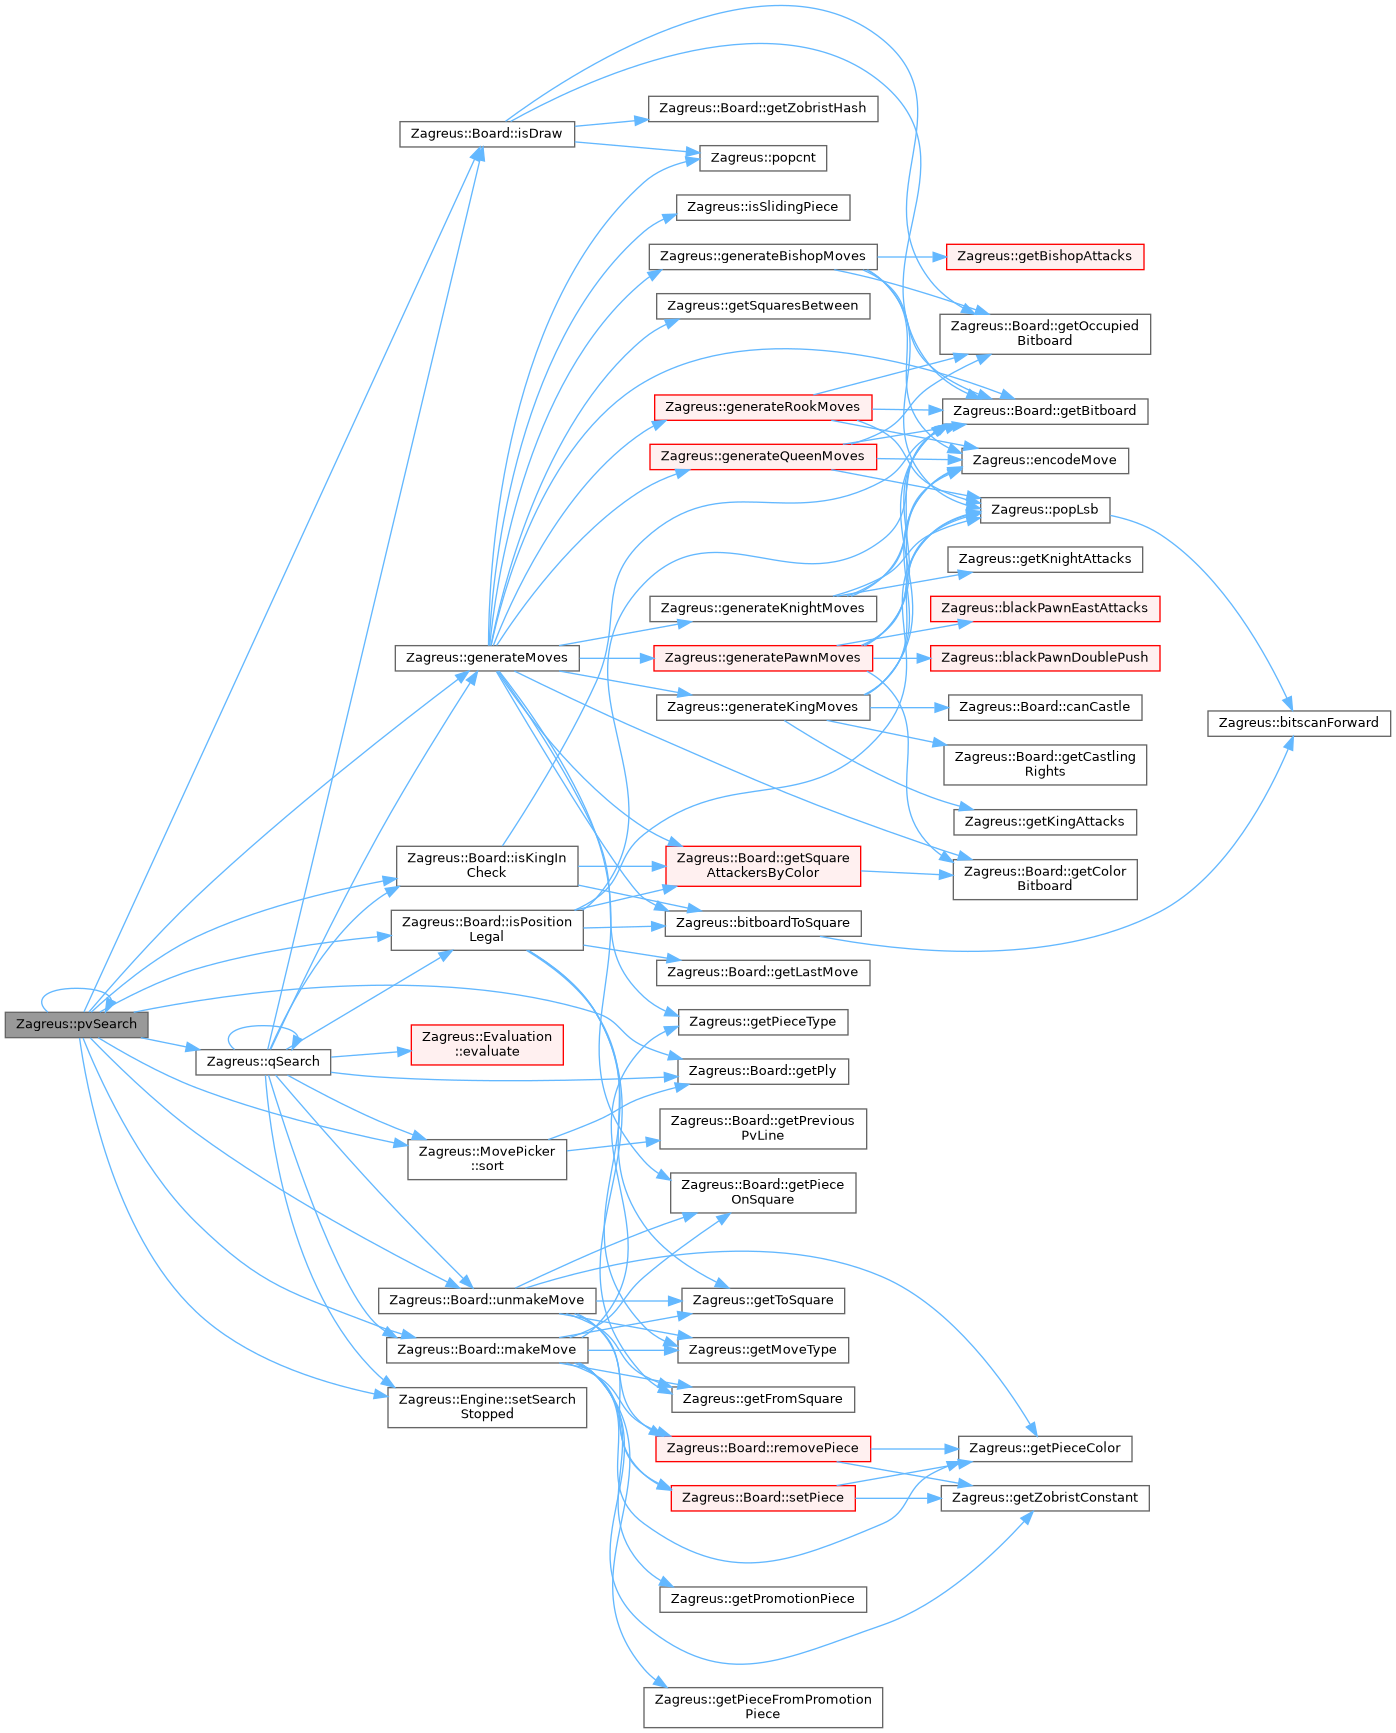 Zagreus::pvSearch
Zagreus::qSearch
Zagreus::Board::isDraw
Zagreus::generateMoves
Zagreus::Board::isKingIn
Check
Zagreus::Board::isPosition
Legal
Zagreus::Evaluation
::evaluate
Zagreus::MovePicker
::sort
Zagreus::Board::unmakeMove
Zagreus::Board::makeMove
Zagreus::Engine::setSearch
Stopped
Zagreus::Board::getZobristHash
Zagreus::popcnt
Zagreus::isSlidingPiece
Zagreus::generateBishopMoves
Zagreus::getSquaresBetween
Zagreus::generateRookMoves
Zagreus::generateQueenMoves
Zagreus::generateKnightMoves
Zagreus::generatePawnMoves
Zagreus::generateKingMoves
Zagreus::Board::getSquare
AttackersByColor
Zagreus::bitboardToSquare
Zagreus::Board::getLastMove
Zagreus::getPieceType
Zagreus::Board::getPly
Zagreus::Board::getPrevious
PvLine
Zagreus::Board::getPiece
OnSquare
Zagreus::getToSquare
Zagreus::getMoveType
Zagreus::getFromSquare
Zagreus::Board::removePiece
Zagreus::Board::setPiece
Zagreus::getPromotionPiece
Zagreus::getPieceFromPromotion
Piece
Zagreus::getBishopAttacks
Zagreus::Board::getOccupied
Bitboard
Zagreus::Board::getBitboard
Zagreus::encodeMove
Zagreus::popLsb
Zagreus::getKnightAttacks
Zagreus::blackPawnEastAttacks
Zagreus::blackPawnDoublePush
Zagreus::Board::canCastle
Zagreus::Board::getCastling
Rights
Zagreus::getKingAttacks
Zagreus::Board::getColor
Bitboard
Zagreus::getPieceColor
Zagreus::getZobristConstant
Zagreus::bitscanForward